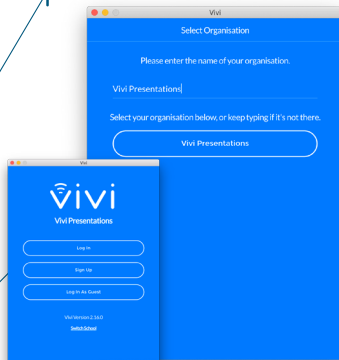 Vivi
Select Organisation
Please enter the name of your organisation.
Vivi Presentations
Select your organisation below, or keep typing if it's not there.
Vivi Presentations
Vivi
vivi
Vivi Presentations
Log In
Sign Up
Log In As Guest
Vivi Version 2.16.0
Switch School